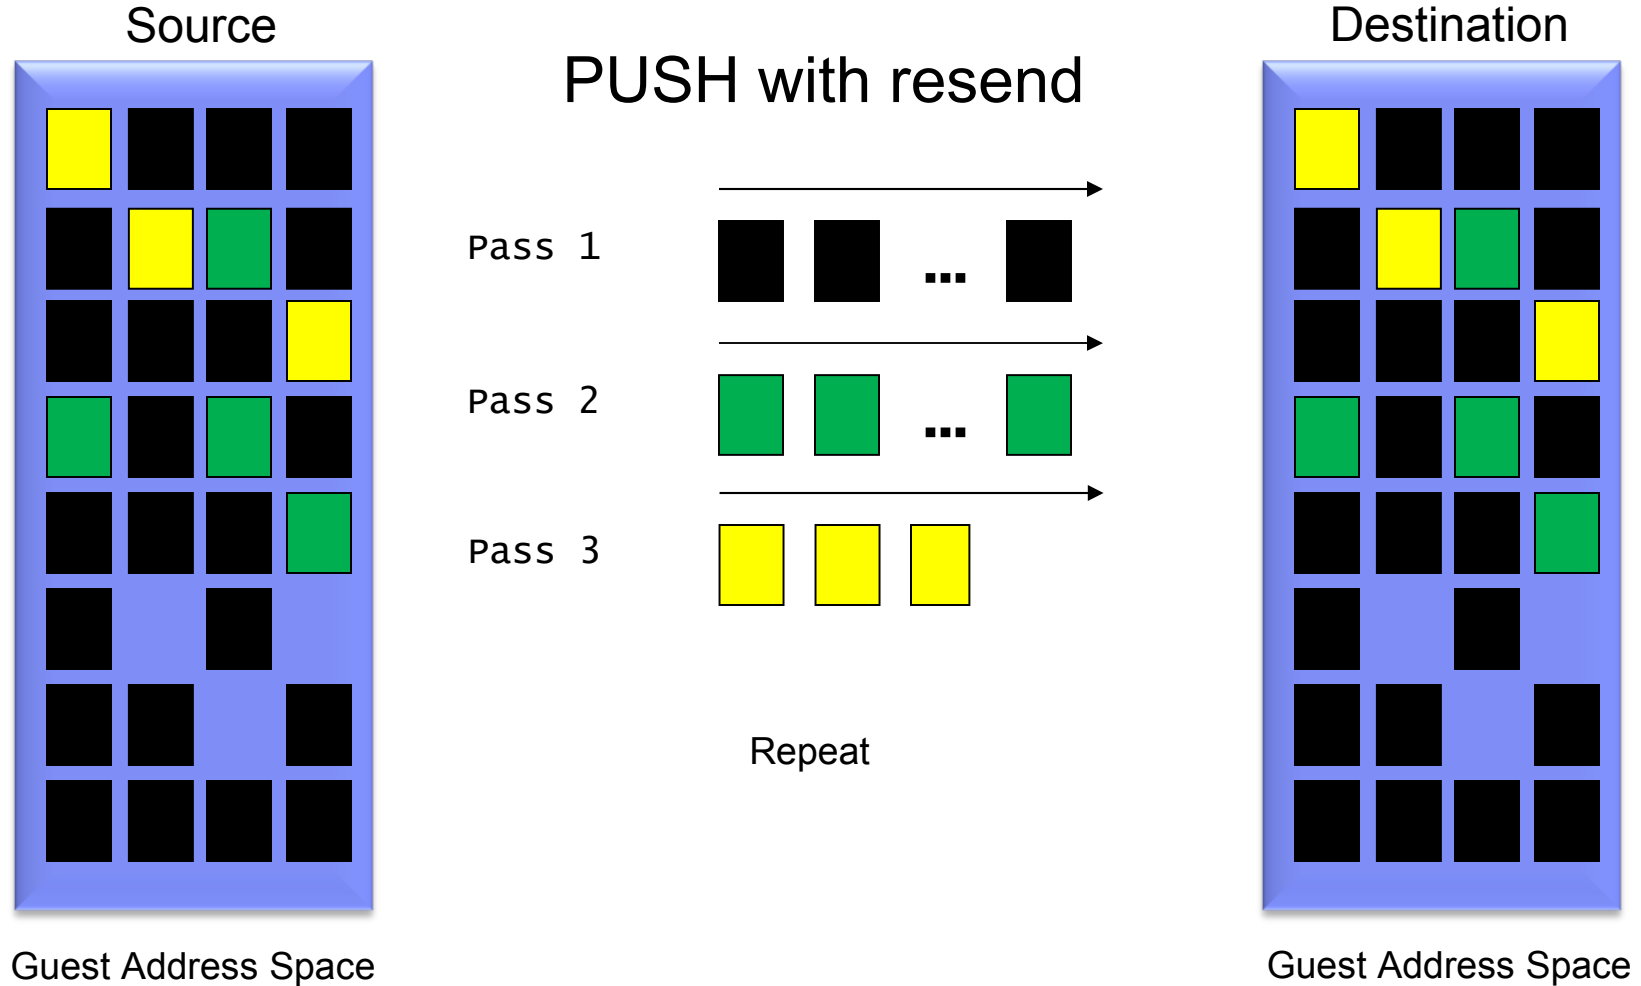 Source
Destination
PUSH with resend
Pass 1
...
Pass 2
...
Pass 3
Repeat
Guest Address Space
Guest Address Space